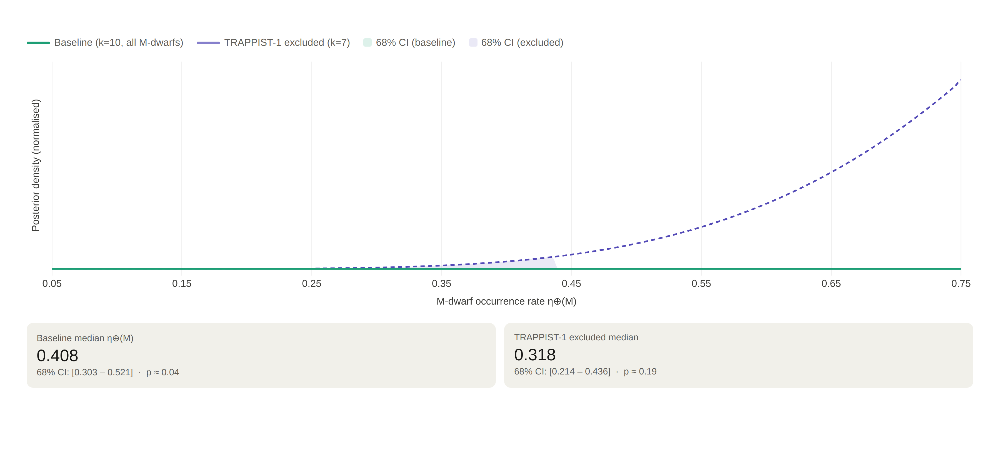 Baseline (k=10, all M-dwarfs) TRAPPIST-1 excluded (k=7) 68% CI (baseline) 68% CI (excluded)
Posterior density (normalised)
0.05 0.15 0.25 0.35 0.45 0.55 0.65 0.75
M-dwarf occurrence rate η⊕(M)
Baseline median η⊕(M)
0.408
68% CI: [0.303 – 0.521] · p ≈ 0.04
TRAPPIST-1 excluded median
0.318
68% CI: [0.214 – 0.436] · p ≈ 0.19